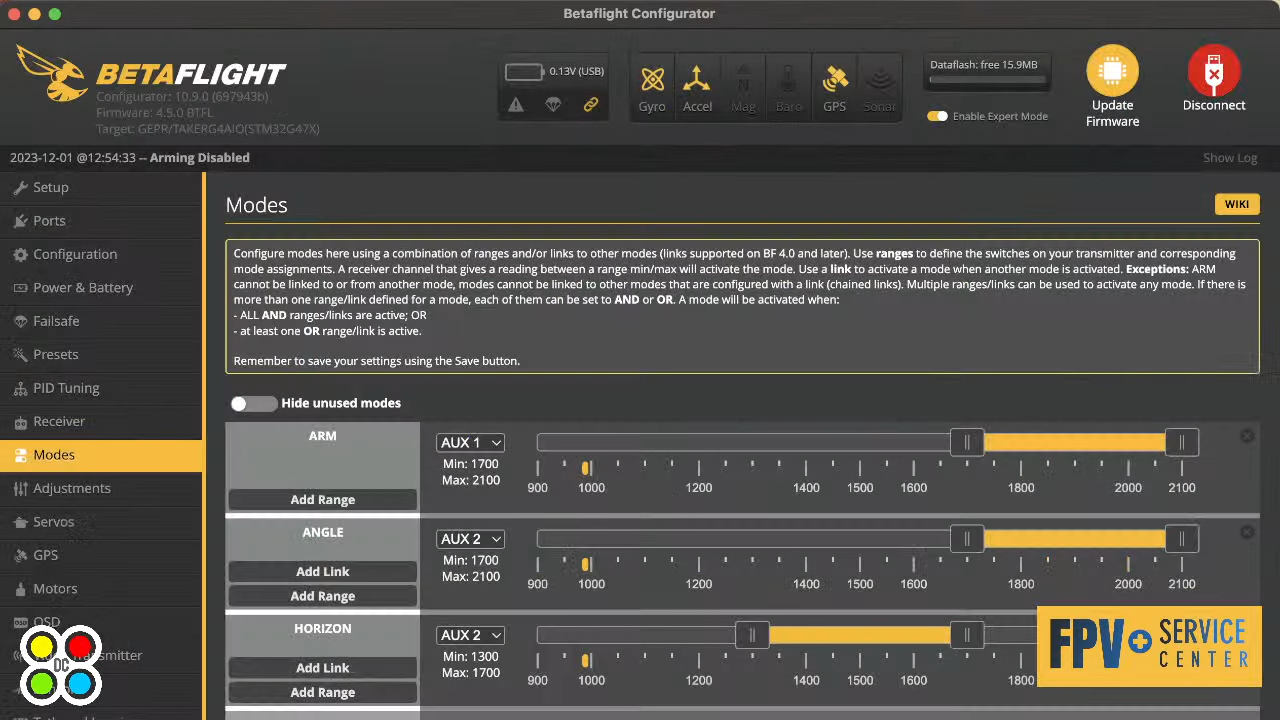 Betaflight Configurator
BETAFLIGHT
Configurator: 10.9.0 (697943b)
Firmware: 4.5.0 BTFL
Target: GEPR/TAKERG4AIO(STM32G47X)
0.13V (USB)
Gyro
Accel
Mag
Baro
GPS
Sonar
Dataflash: free 15.9MB
Enable Expert Mode
Update Firmware
Disconnect
2023-12-01 @12:54:33 -- Arming Disabled
Show Log
Setup
Ports
Configuration
Power & Battery
Failsafe
Presets
PID Tuning
Receiver
Modes
Adjustments
Servos
GPS
Motors
OSD
DC
Modes
WIKI
Configure modes here using a combination of ranges and/or links to other modes (links supported on BF 4.0 and later). Use ranges to define the switches on your transmitter and corresponding
mode assignments. A receiver channel that gives a reading between a range min/max will activate the mode. Use a link to activate a mode when another mode is activated. Exceptions: ARM
cannot be linked to or from another mode, modes cannot be linked to other modes that are configured with a link (chained links). Multiple ranges/links can be used to activate any mode. If there is
more than one range/link defined for a mode, each of them can be set to AND or OR. A mode will be activated when:
- ALL AND ranges/links are active; OR
- at least one OR range/link is active.
Remember to save your settings using the Save button.
Hide unused modes
ARM
Add Range
AUX 1
Min: 1700
Max: 2100
900 1000 1200 1400 1500 1600 1800 2000 2100
ANGLE
Add Link
Add Range
AUX 2
Min: 1700
Max: 2100
900 1000 1200 1400 1500 1600 1800 2000 2100
HORIZON
Add Link
Add Range
AUX 2
Min: 1300
Max: 1700
900 1000 1200 1400 1500 1600 1800
FPV SERVICE
CENTER